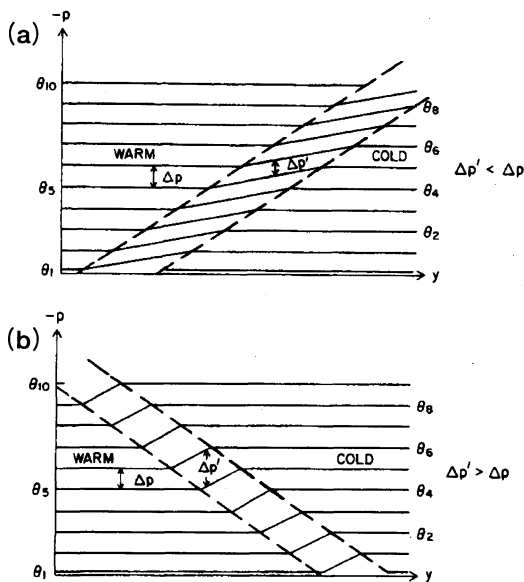 (a)
-p
θ10
θ8
WARM
Δp'
COLD
θ6
Δp
Δp' < Δp
θ5
θ4
θ2
θ1
y
(b)
-p
θ10
θ8
θ6
WARM
Δp'
COLD
Δp
Δp' > Δp
θ5
θ4
θ2
θ1
y